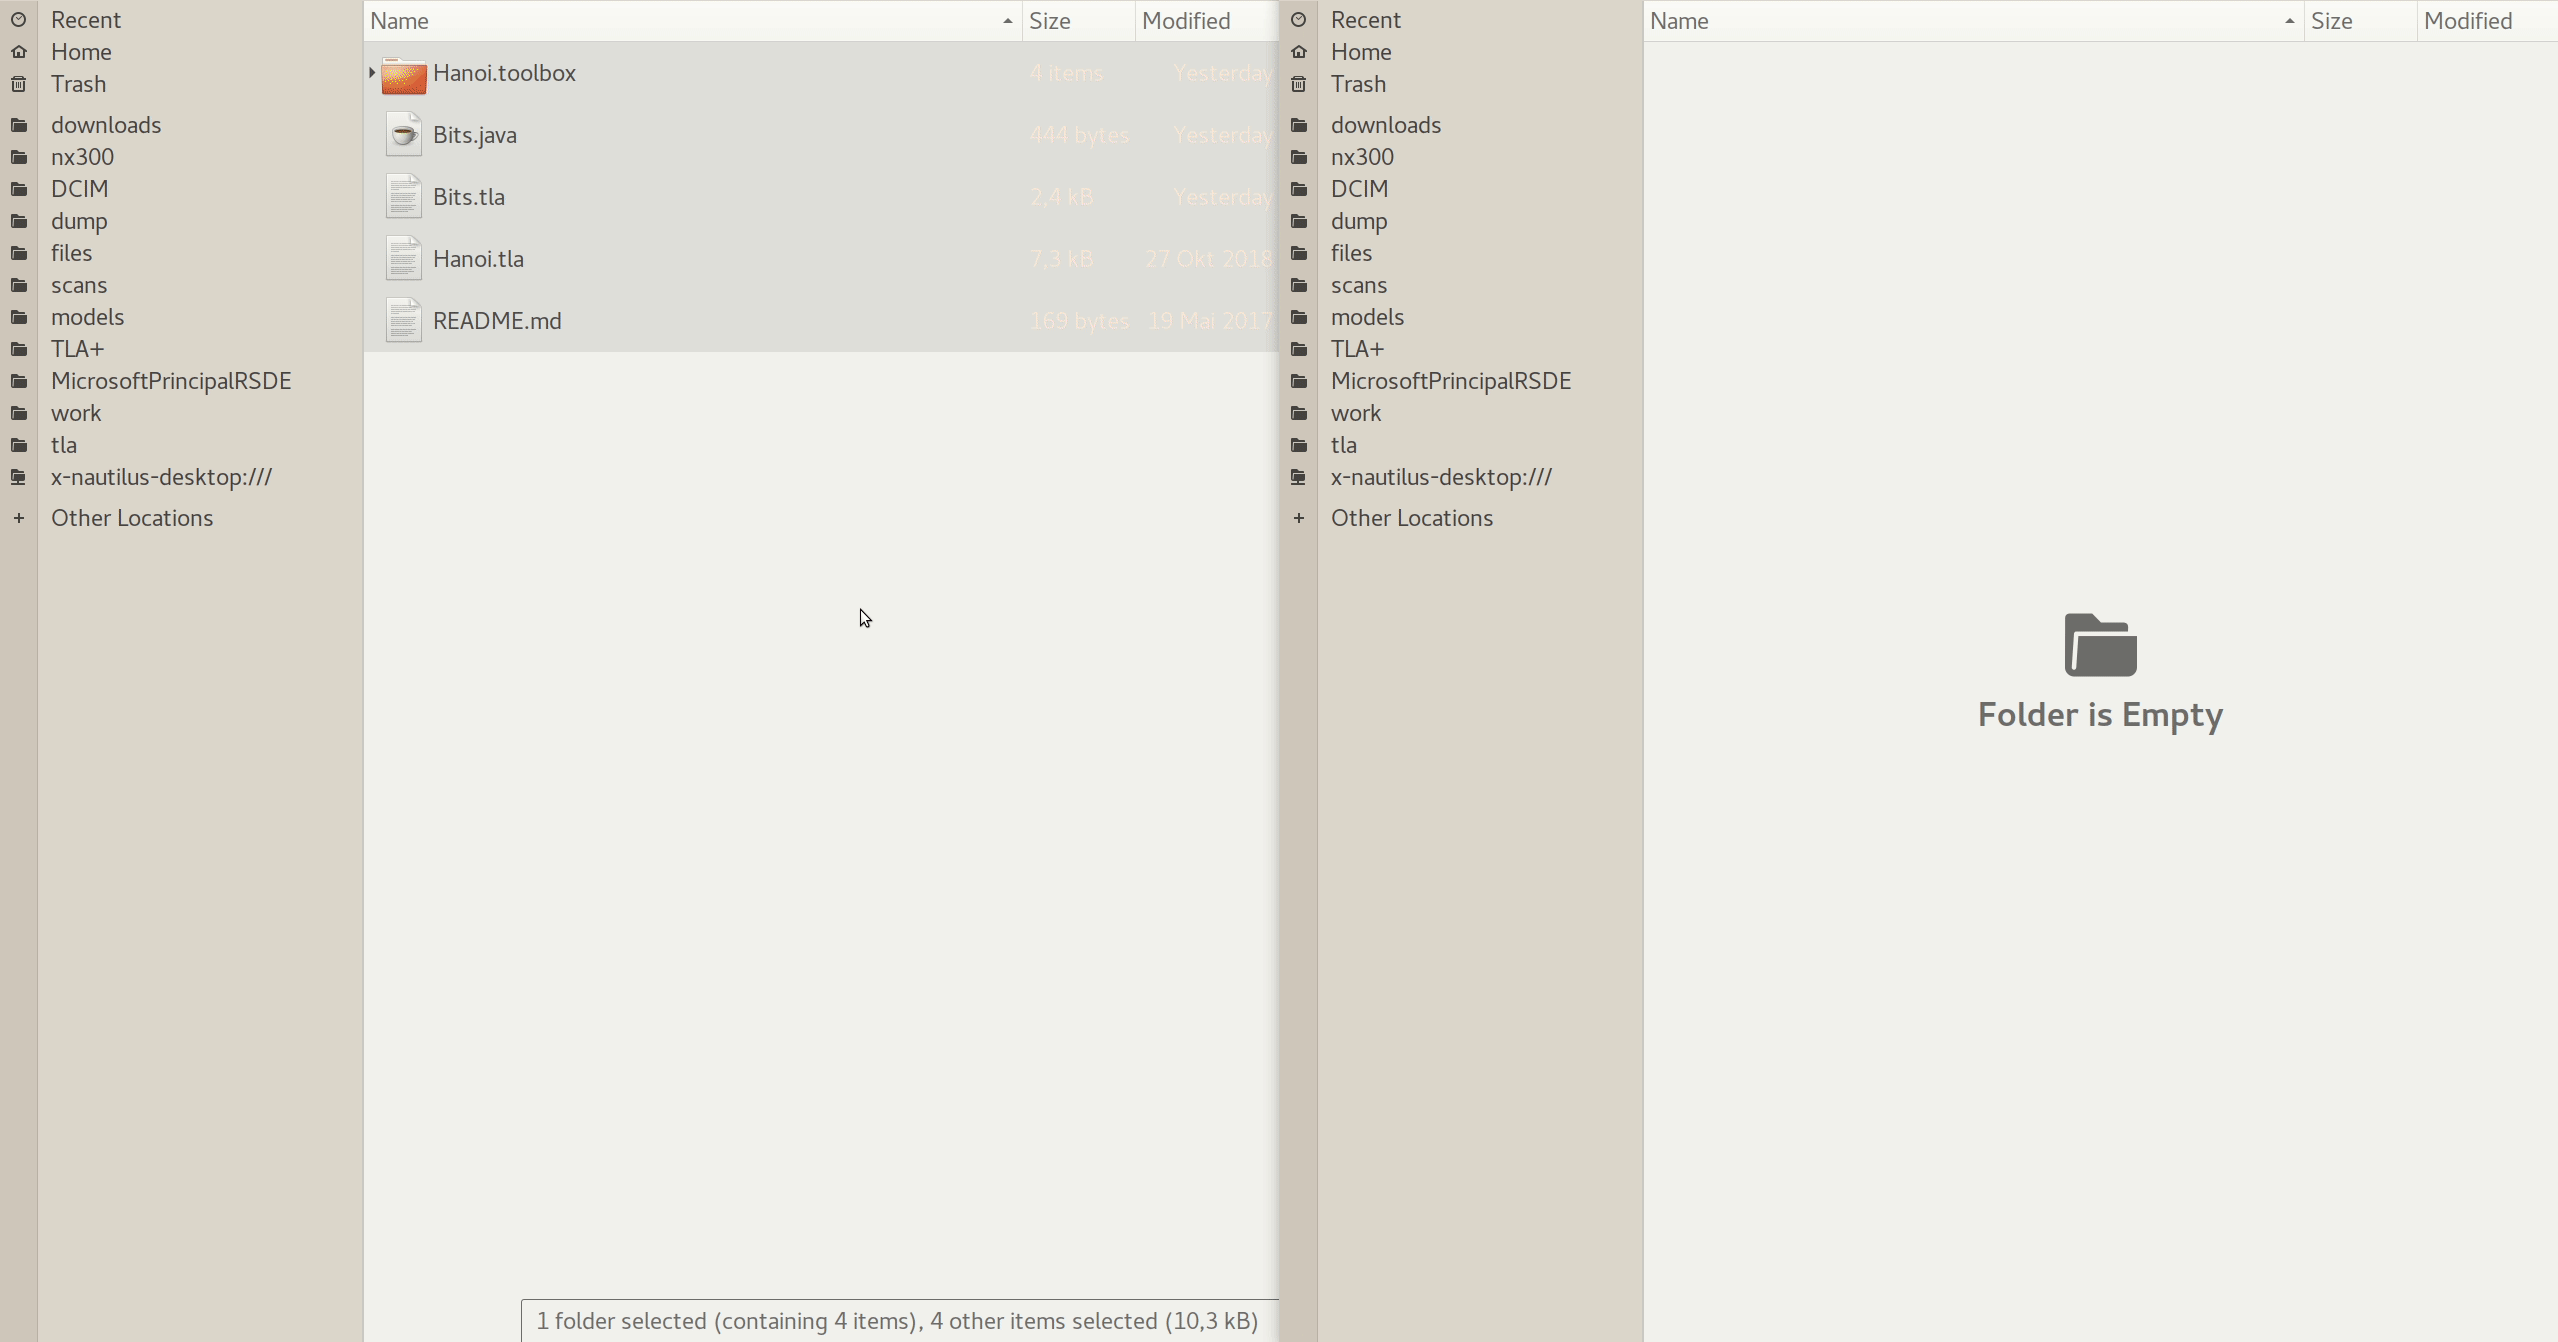 Recent
Home
Trash
downloads
nx300
DCIM
dump
files
scans
models
TLA+
MicrosoftPrincipalRSDE
work
tla
x-nautilus-desktop:///
Other Locations
Name Size Modified
Hanoi.toolbox 4 items Yesterday
Bits.java 444 bytes Yesterday
Bits.tla 2,4 kB Yesterday
Hanoi.tla 7,3 kB 27 Okt 2018
README.md 169 bytes 19 Mai 2017
1 folder selected (containing 4 items), 4 other items selected (10,3 kB)
Recent
Home
Trash
downloads
nx300
DCIM
dump
files
scans
models
TLA+
MicrosoftPrincipalRSDE
work
tla
x-nautilus-desktop:///
Other Locations
Name Size Modified
Folder is Empty